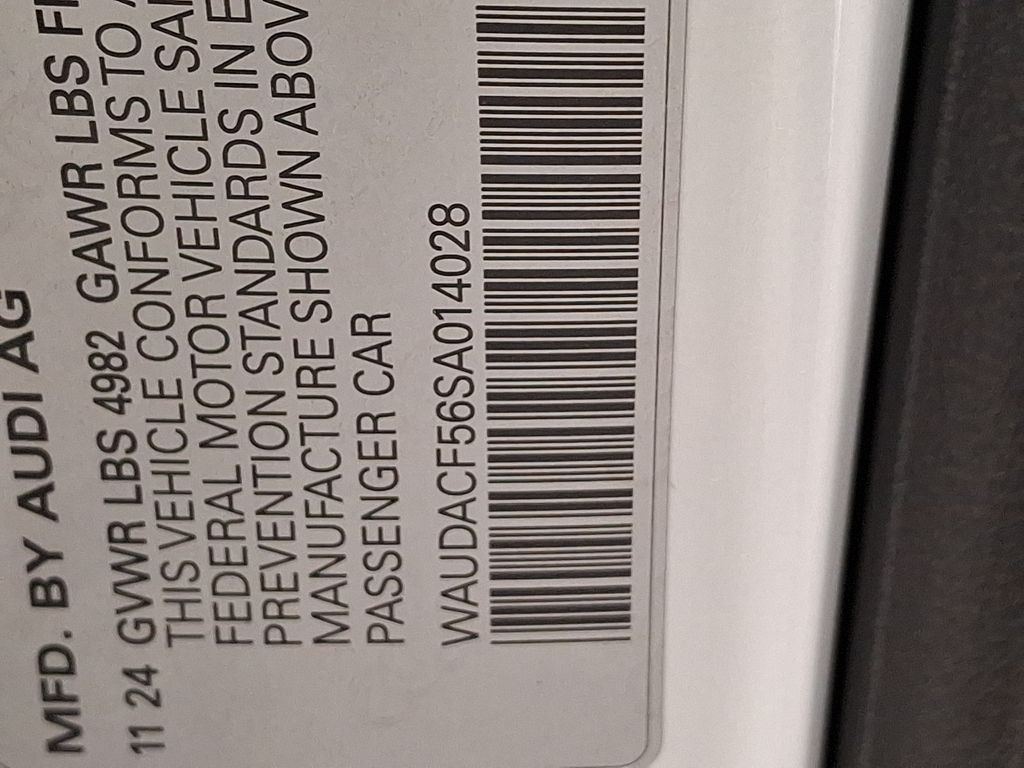 MFD. BY AUDI AG
11 24 GVWR LBS 4982 GAWR LBS
THIS VEHICLE CONFORMS TO
FEDERAL MOTOR VEHICLE
PREVENTION STANDARDS IN
MANUFACTURE SHOWN
PASSENGER CAR
WAUDACF56SA014028